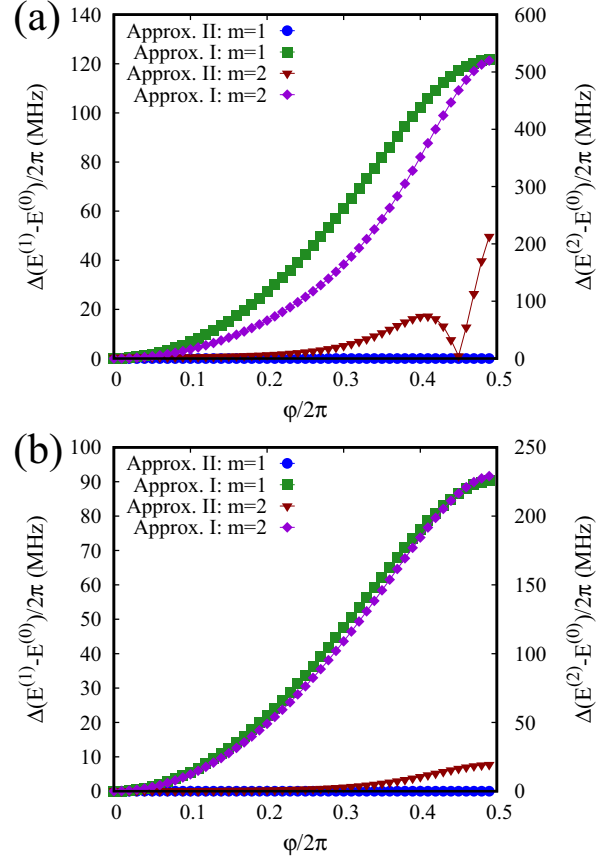 (a)
Approx. II: m=1
Approx. I: m=1
Approx. II: m=2
Approx. I: m=2
Δ(E⁽¹⁾-E⁽⁰⁾)/2π (MHz)
140
120
100
80
60
40
20
0
Δ(E⁽²⁾-E⁽⁰⁾)/2π (MHz)
600
500
400
300
200
100
0
0 0.1 0.2 0.3 0.4 0.5
φ/2π
(b)
Approx. II: m=1
Approx. I: m=1
Approx. II: m=2
Approx. I: m=2
Δ(E⁽¹⁾-E⁽⁰⁾)/2π (MHz)
100
90
80
70
60
50
40
30
20
10
0
Δ(E⁽²⁾-E⁽⁰⁾)/2π (MHz)
250
200
150
100
50
0
0 0.1 0.2 0.3 0.4 0.5
φ/2π